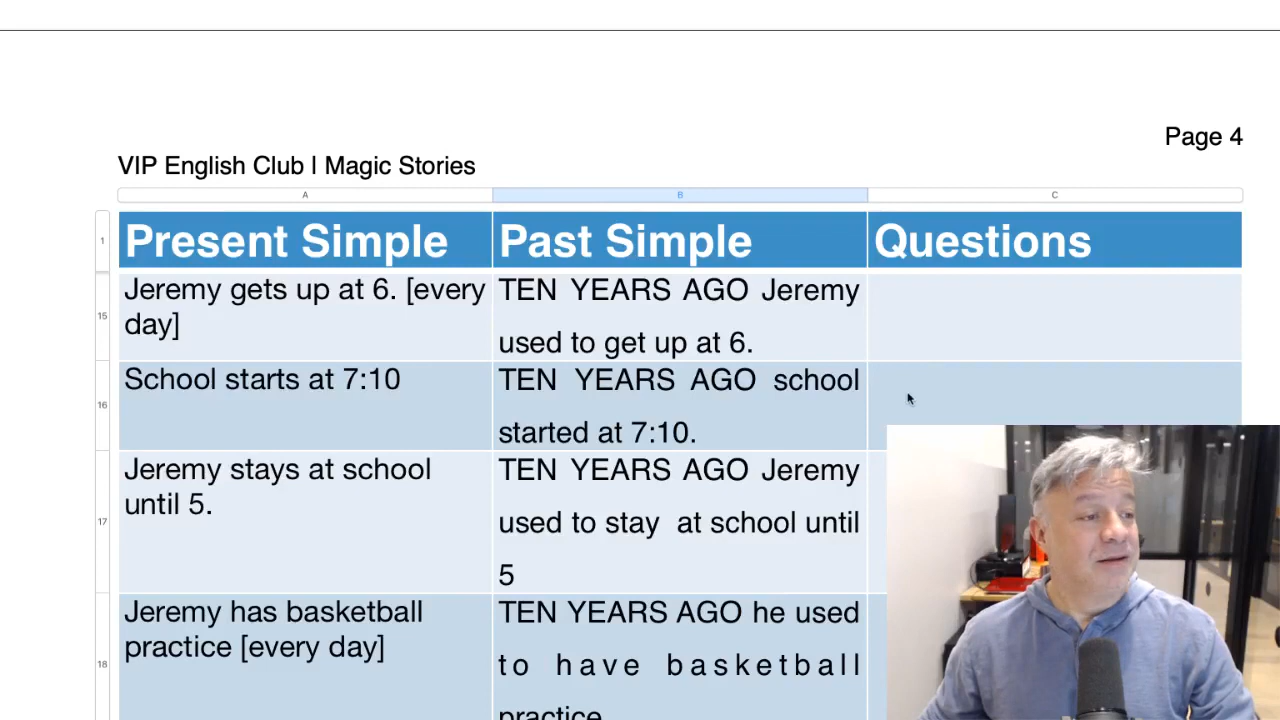 Page 4
VIP English Club l Magic Stories
A
B
C
1
Present Simple
Past Simple
Questions
15
Jeremy gets up at 6. [every
day]
TEN YEARS AGO Jeremy
used to get up at 6.
16
School starts at 7:10
TEN YEARS AGO school
started at 7:10.
17
Jeremy stays at school
until 5.
TEN YEARS AGO Jeremy
used to stay at school until
5
18
Jeremy has basketball
practice [every day]
TEN YEARS AGO he used
to have basketball
practice